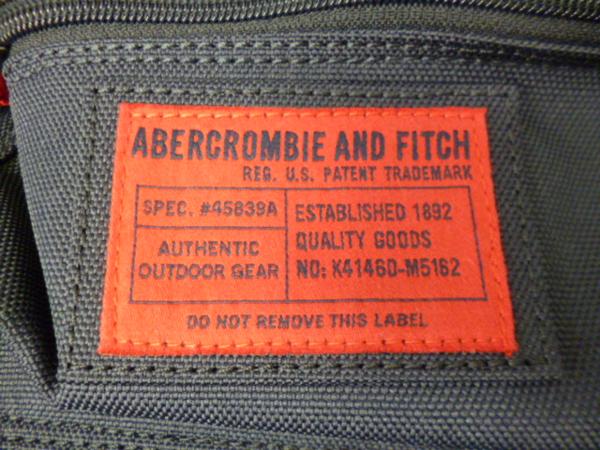 ABERCROMBIE AND FITCH
REG. U.S. PATENT TRADEMARK
SPEC. #45839A
AUTHENTIC
OUTDOOR GEAR
ESTABLISHED 1892
QUALITY GOODS
NO: K41460-M5162
DO NOT REMOVE THIS LABEL